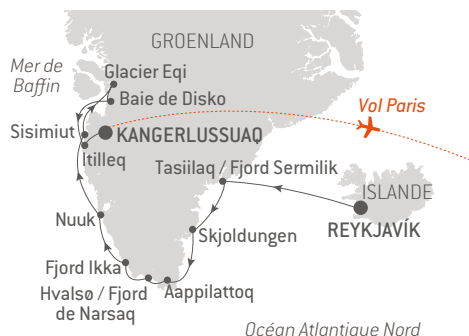 GROENLAND
Mer de
Baffin
Glacier Eqi
Baie de Disko
Vol Paris
Sisimiut
KANGERLUSSUAQ
Itilleq
Tasiilaq / Fjord Sermilik
ISLANDE
REYKJAVÍK
Nuuk
Skjoldungen
Fjord Ikka
Hvalsø / Fjord
de Narsaq
Aappilattoq
Océan Atlantique Nord